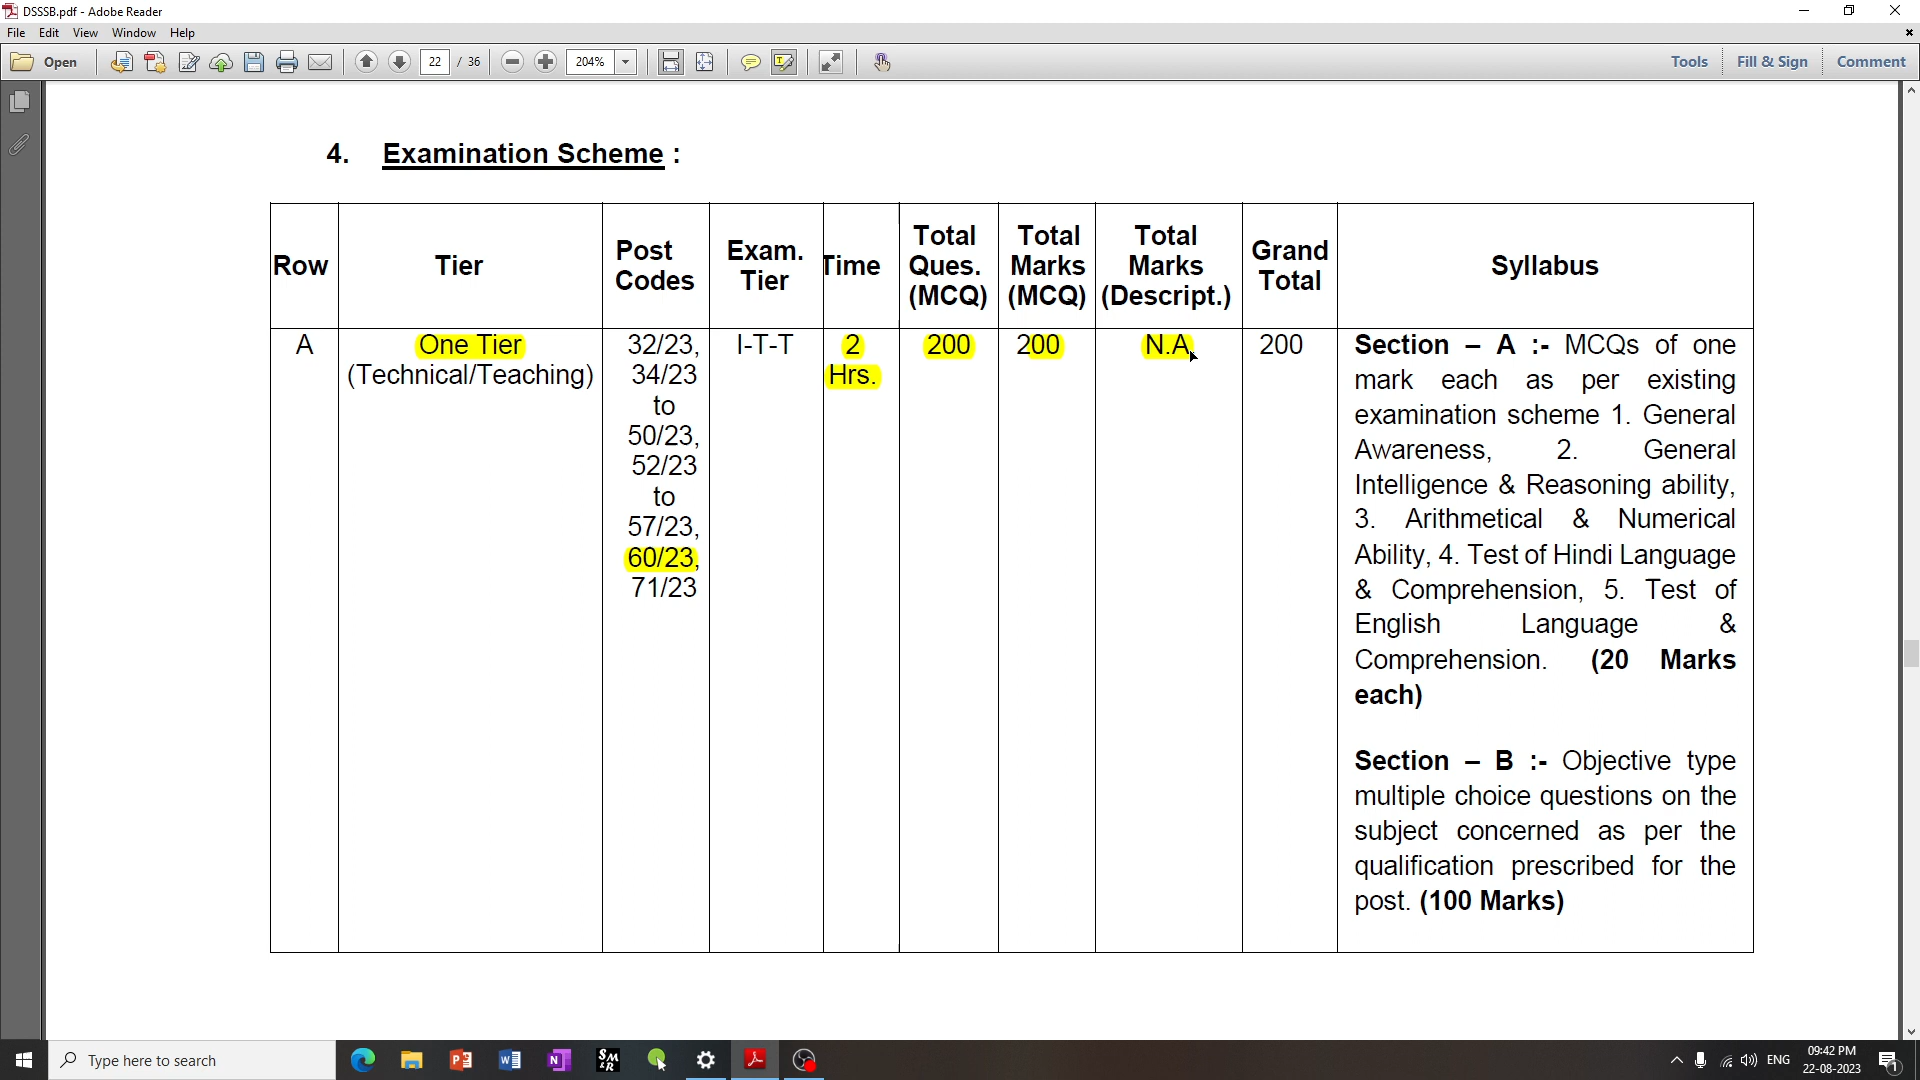 DSSSB.pdf - Adobe Reader
File Edit View Window Help
Open 22 / 36 204% Tools Fill & Sign Comment
4. Examination Scheme :
Row Tier Post Codes Exam. Tier Time Total Ques. (MCQ) Total Marks (MCQ) Total Marks (Descript.) Grand Total Syllabus
A
One Tier
(Technical/Teaching)
32/23,
34/23
to
50/23,
52/23
to
57/23,
60/23,
71/23
I-T-T
2
Hrs.
200
200
N.A
200
Section – A :- MCQs of one
mark each as per existing
examination scheme 1. General
Awareness, 2. General
Intelligence & Reasoning ability,
3. Arithmetical & Numerical
Ability, 4. Test of Hindi Language
& Comprehension, 5. Test of
English Language &
Comprehension. (20 Marks
each)
Section – B :- Objective type
multiple choice questions on the
subject concerned as per the
qualification prescribed for the
post. (100 Marks)
Type here to search
ENG
09:42 PM
22-08-2023
1